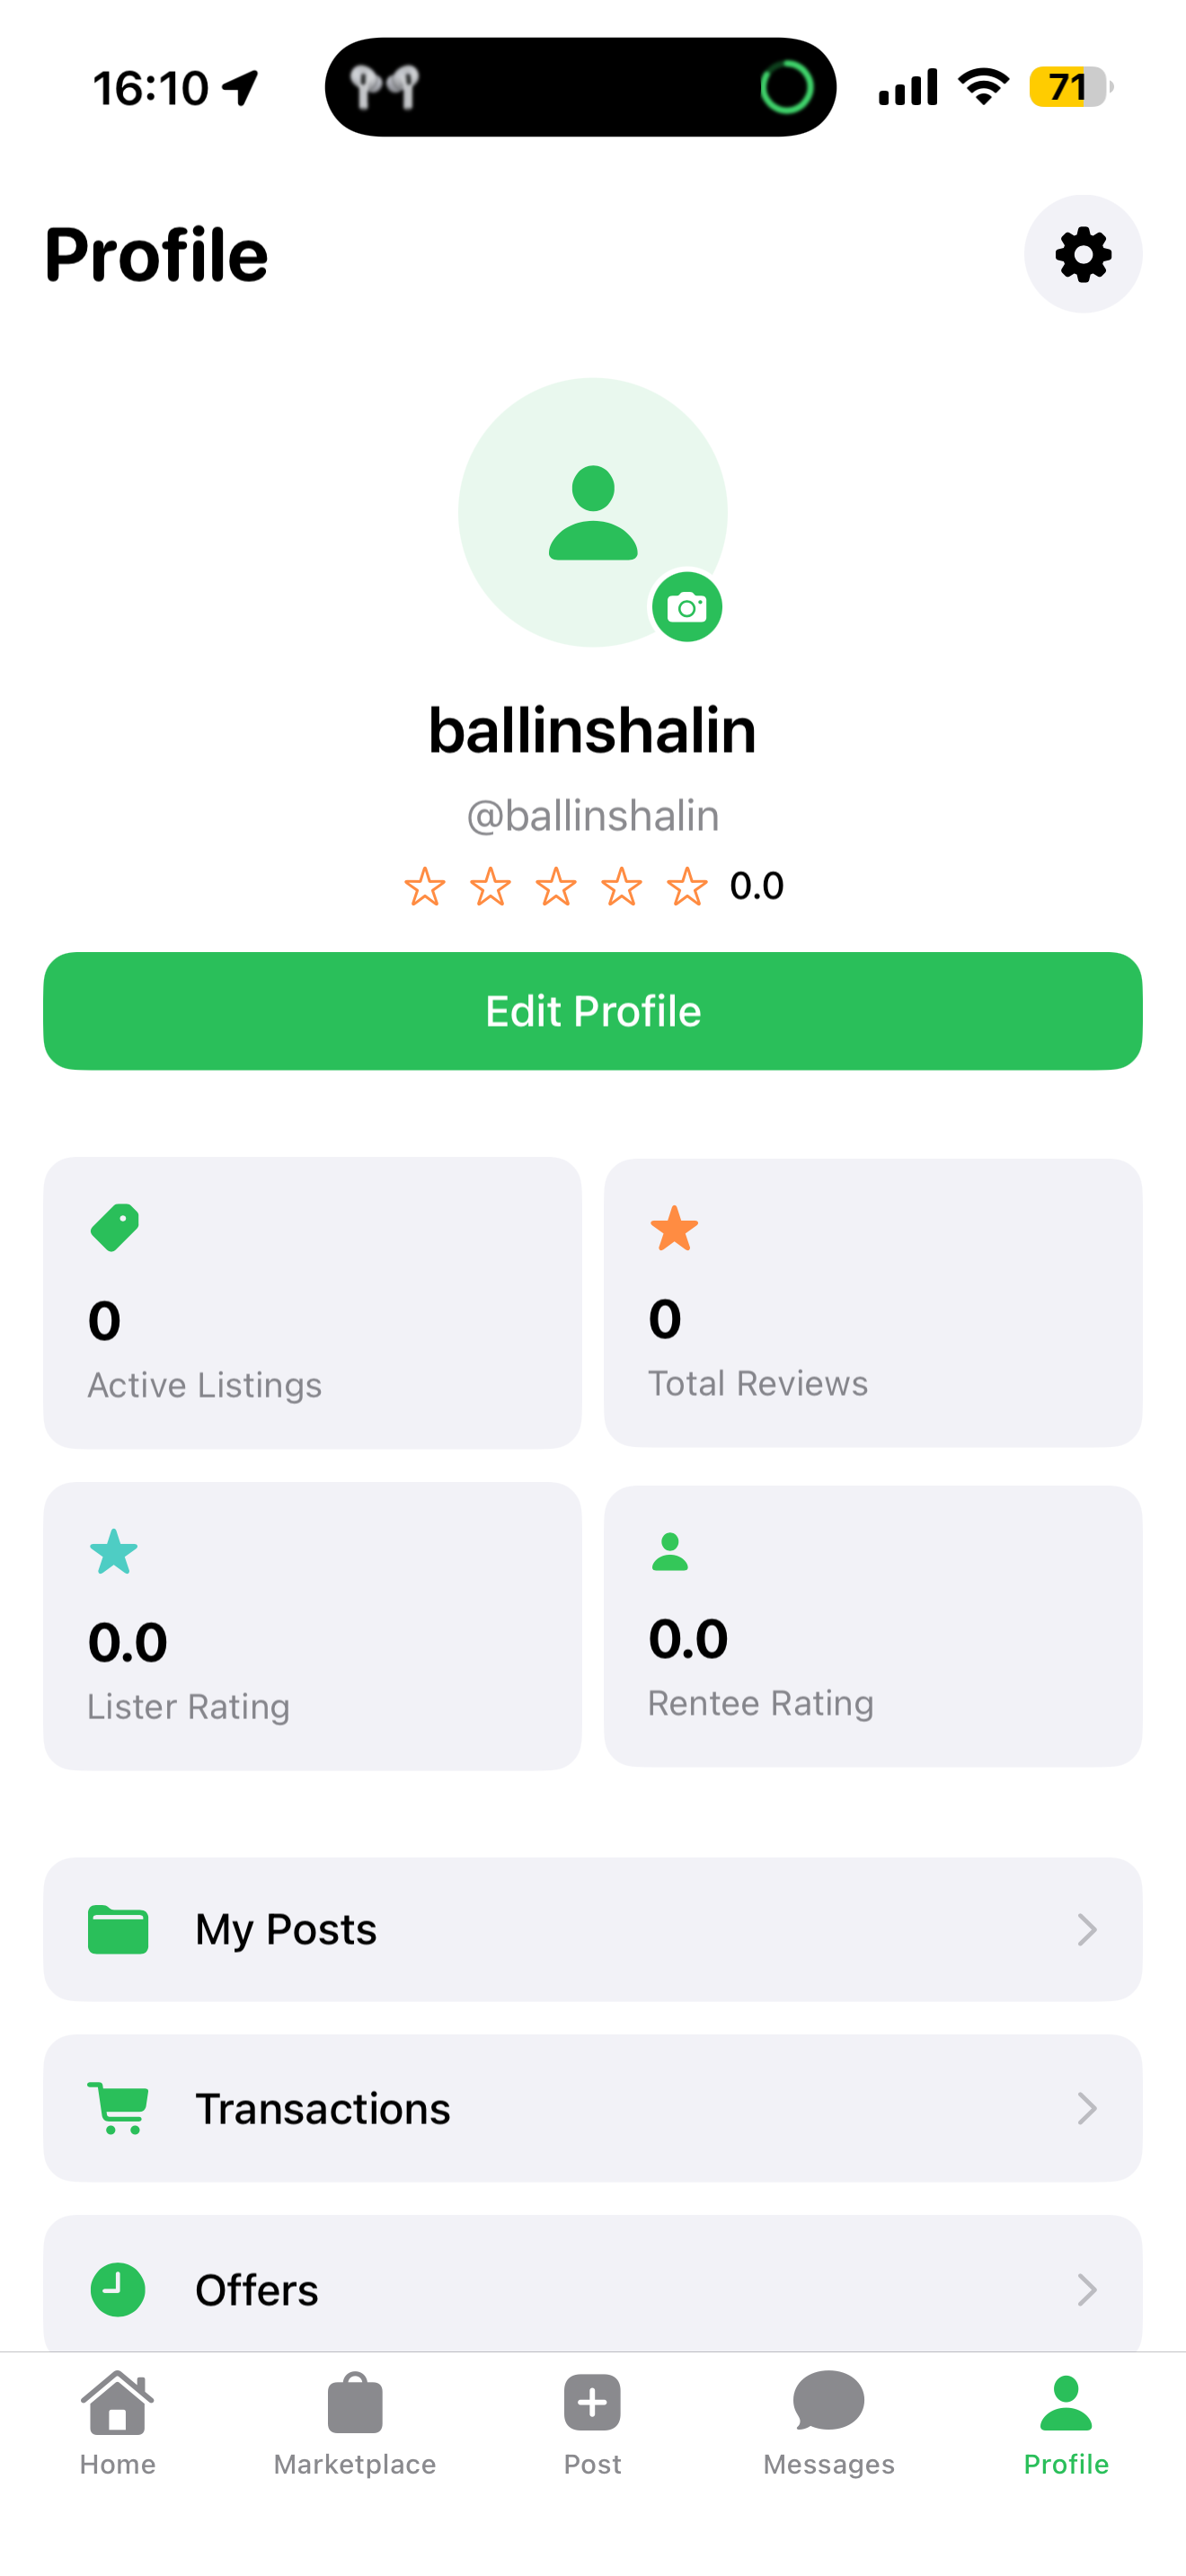 16:10
71
Profile
ballinshalin
@ballinshalin
0.0
Edit Profile
0
Active Listings
0
Total Reviews
0.0
Lister Rating
0.0
Rentee Rating
My Posts
Transactions
Offers
Home
Marketplace
Post
Messages
Profile